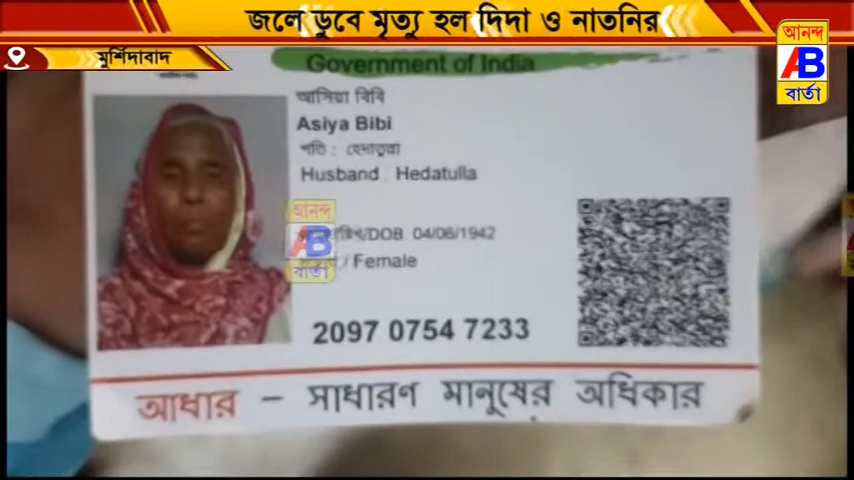 জলে ডুবে মৃত্যু হল দিদা ও নাতনির
মুর্শিদাবাদ
আনন্দ
AB
বার্তা
Government of India
আসিয়া বিবি
Asiya Bibi
পতি : হেদাতুল্লা
Husband : Hedatulla
/DOB 04/06/1942
/ Female
আনন্দ
AB
বার্তা
2097 0754 7233
আধার – সাধারণ মানুষের অধিকার